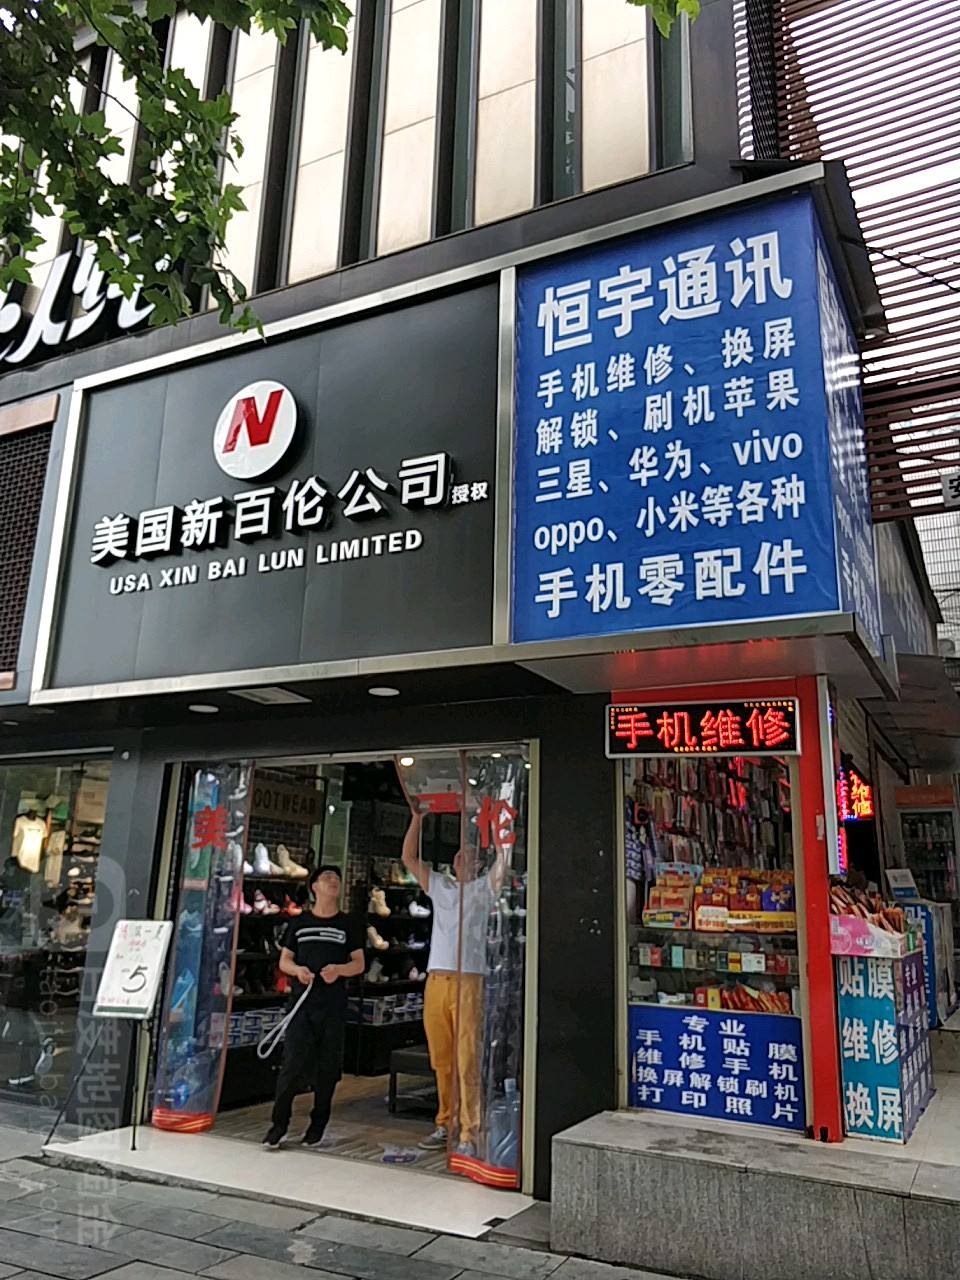 N
美国新百伦公司授权
USA XIN BAI LUN LIMITED
恒宇通讯
手机维修、换屏
解锁、刷机苹果
三星、华为、vivo
oppo、小米等各种
手机零配件
手机维修
维修
美
伦
FOOTWEAR
5
专业
手机贴膜
维修手机
换屏解锁刷机
打印照片
贴膜
维修
换屏